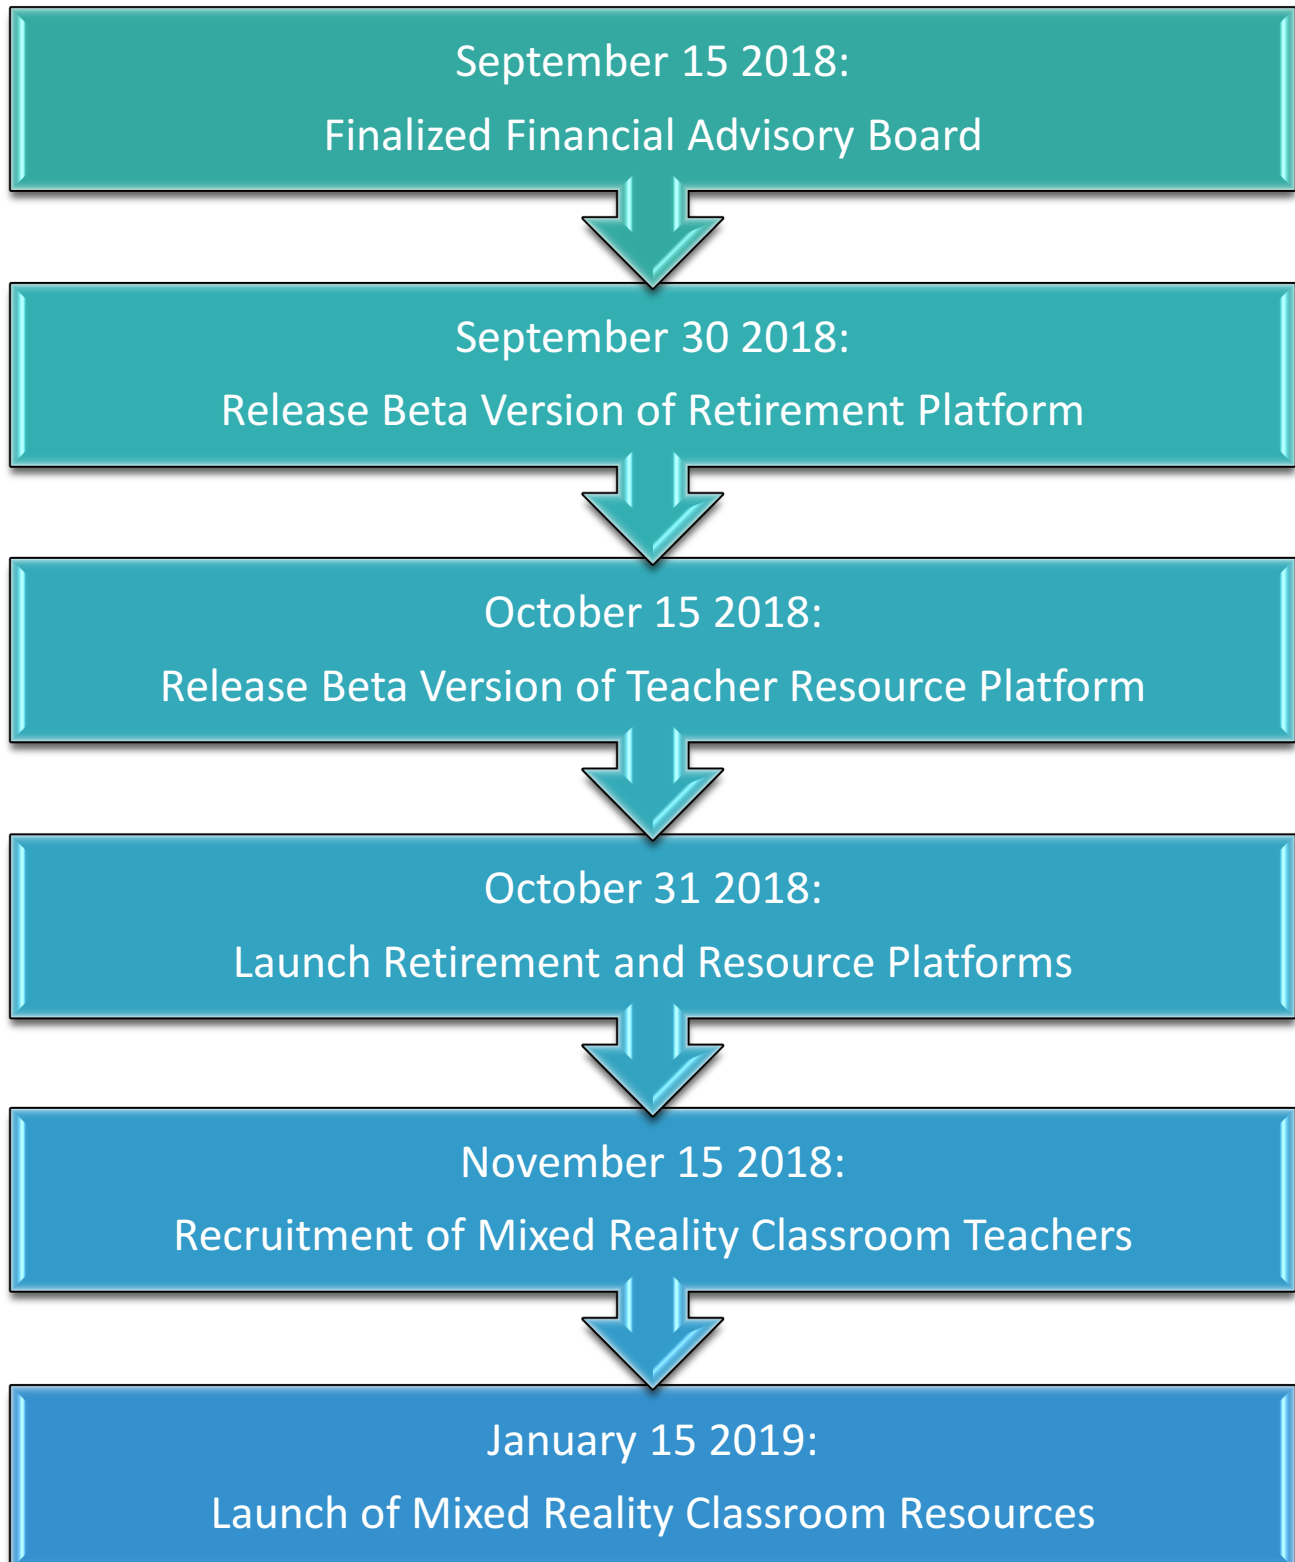 September 15 2018:
Finalized Financial Advisory Board
September 30 2018:
Release Beta Version of Retirement Platform
October 15 2018:
Release Beta Version of Teacher Resource Platform
October 31 2018:
Launch Retirement and Resource Platforms
November 15 2018:
Recruitment of Mixed Reality Classroom Teachers
January 15 2019:
Launch of Mixed Reality Classroom Resources